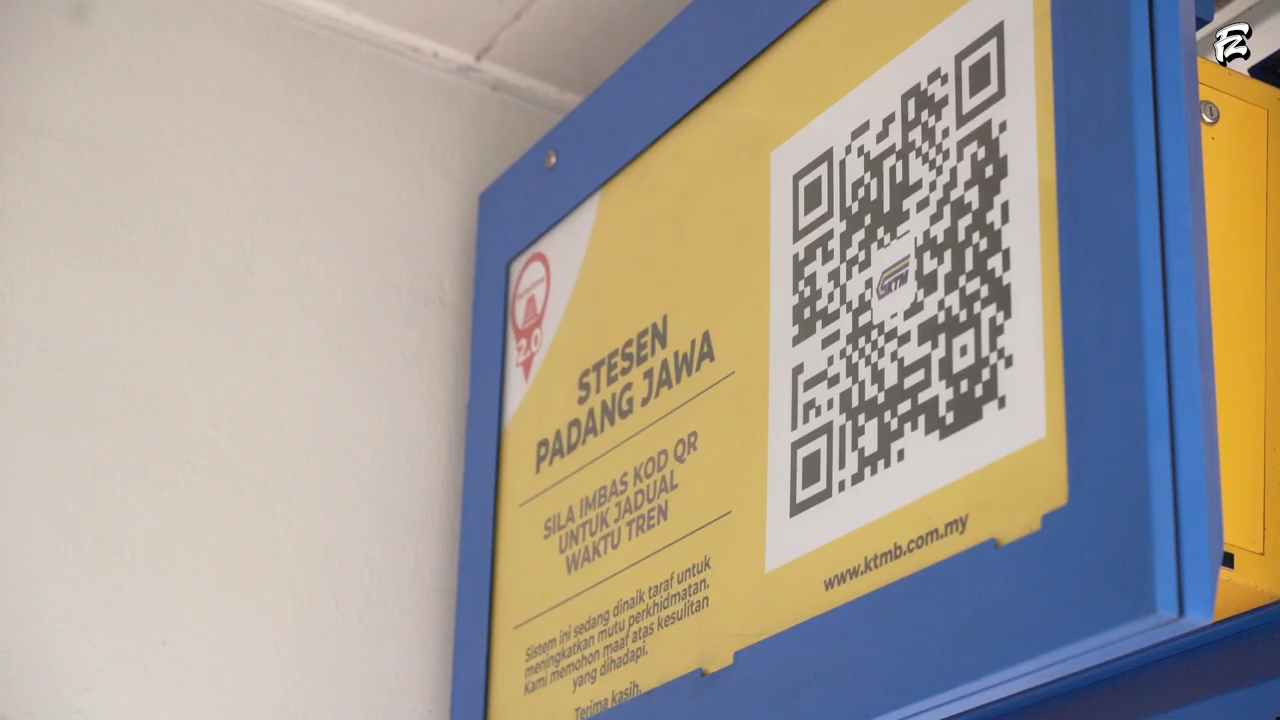 FZ
2.0
STESEN
PADANG JAWA
SILA IMBAS KOD QR
UNTUK JADUAL
WAKTU TREN
Sistem ini sedang dinaik taraf untuk
meningkatkan mutu perkhidmatan.
Kami memohon maaf atas kesulitan
yang dihadapi.
Terima kasih.
KTM
www.ktmb.com.my